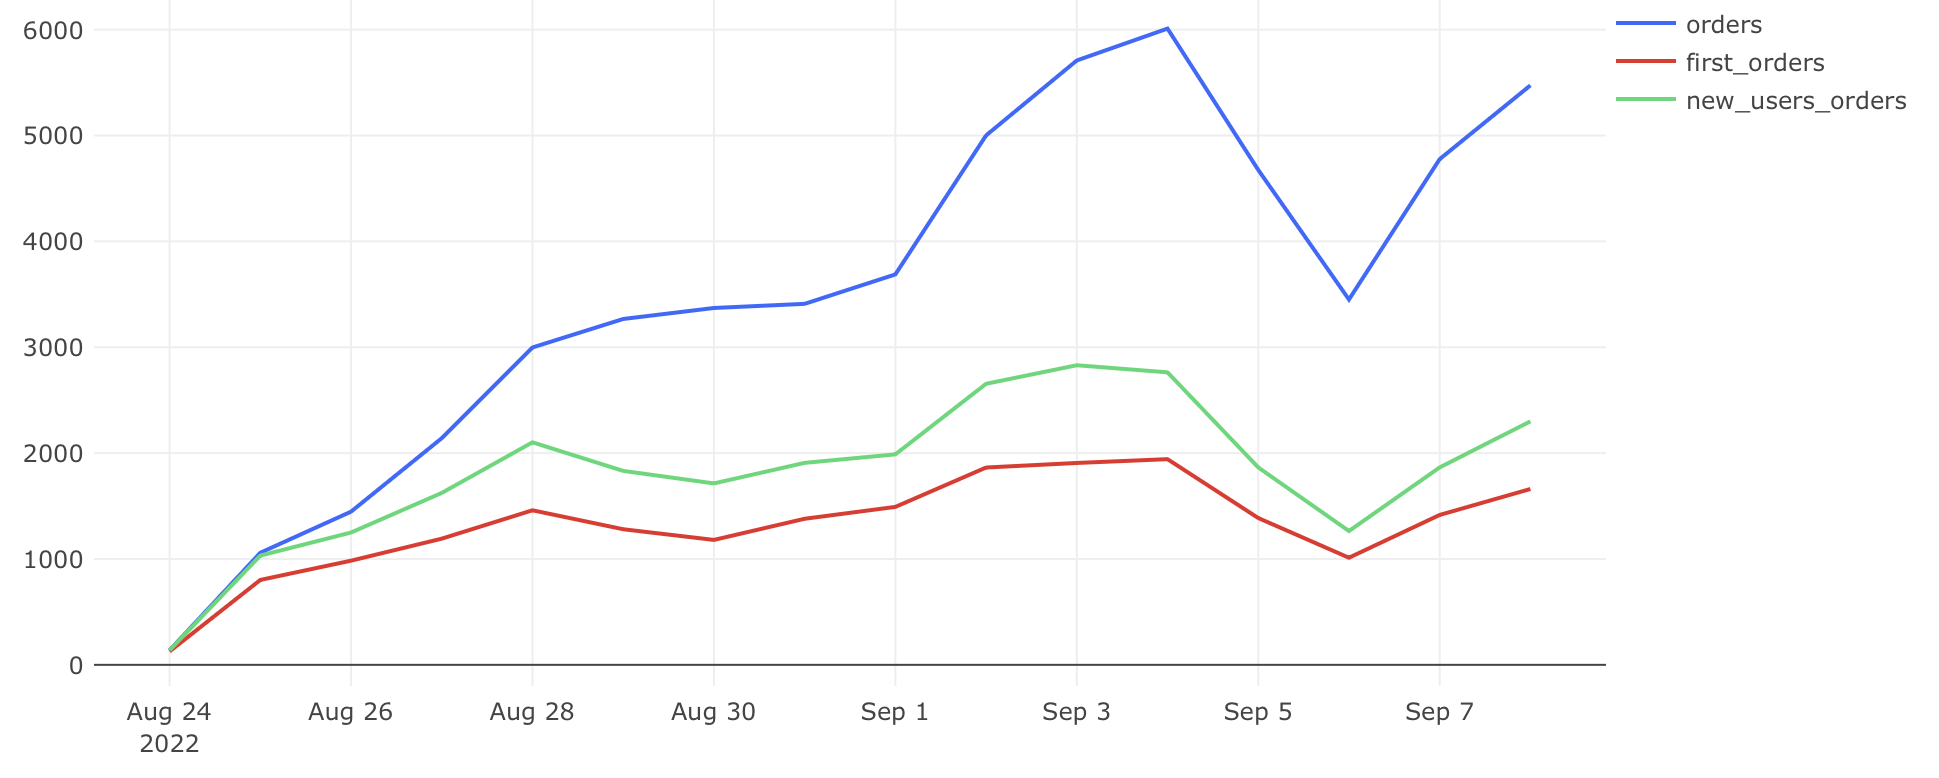 6000
5000
4000
3000
2000
1000
0
Aug 24
2022
Aug 26
Aug 28
Aug 30
Sep 1
Sep 3
Sep 5
Sep 7
orders
first_orders
new_users_orders